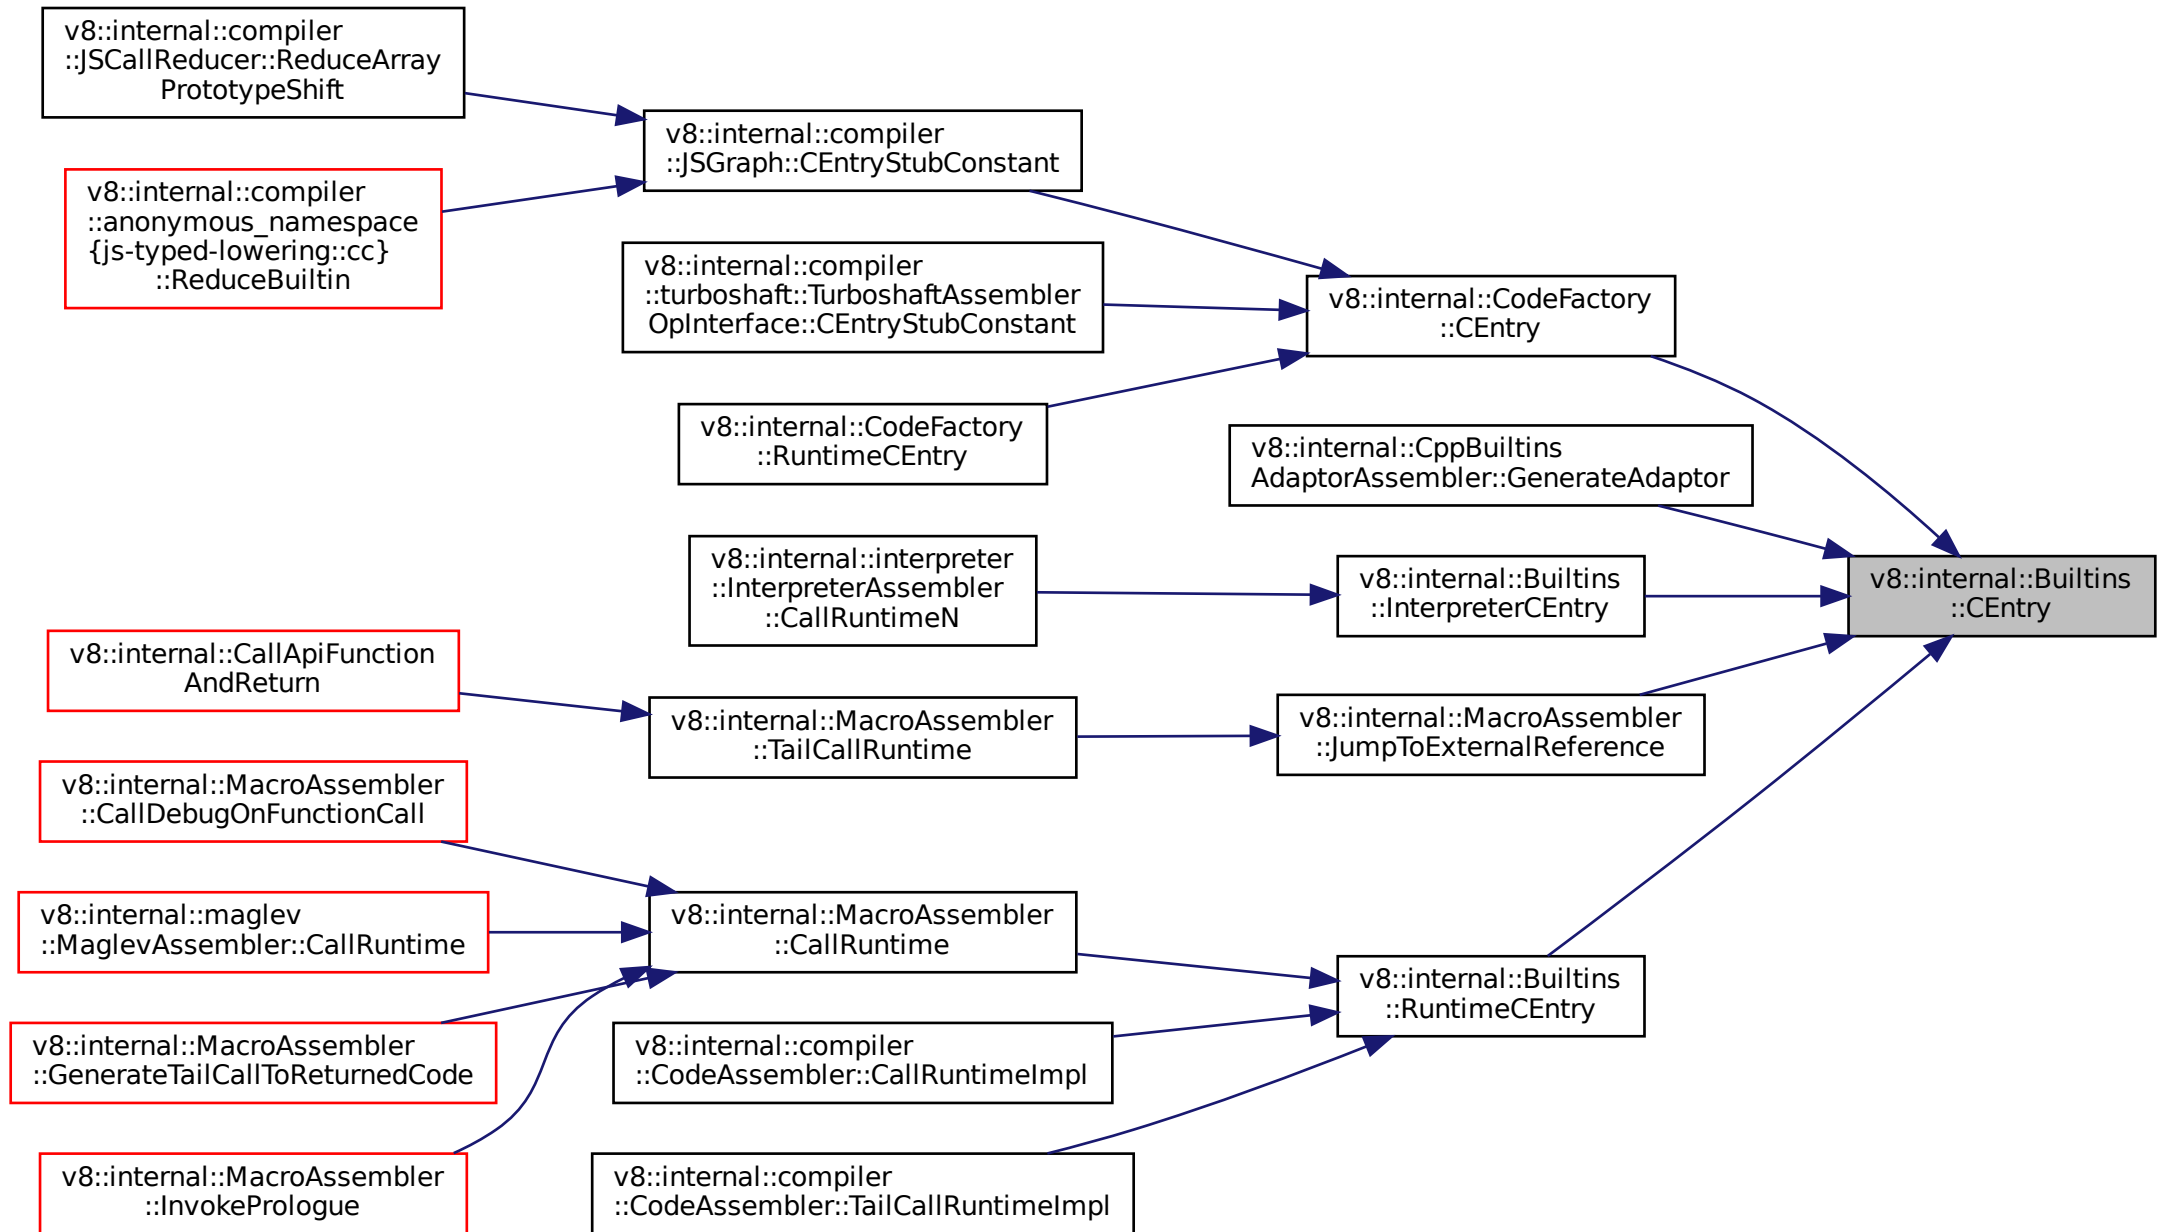 v8::internal::compiler
::JSCallReducer::ReduceArray
PrototypeShift
v8::internal::compiler
::anonymous_namespace
{js-typed-lowering::cc}
::ReduceBuiltin
v8::internal::compiler
::JSGraph::CEntryStubConstant
v8::internal::compiler
::turboshaft::TurboshaftAssembler
OpInterface::CEntryStubConstant
v8::internal::CodeFactory
::CEntry
v8::internal::CodeFactory
::RuntimeCEntry
v8::internal::CppBuiltins
AdaptorAssembler::GenerateAdaptor
v8::internal::interpreter
::InterpreterAssembler
::CallRuntimeN
v8::internal::Builtins
::InterpreterCEntry
v8::internal::Builtins
::CEntry
v8::internal::CallApiFunction
AndReturn
v8::internal::MacroAssembler
::TailCallRuntime
v8::internal::MacroAssembler
::JumpToExternalReference
v8::internal::MacroAssembler
::CallDebugOnFunctionCall
v8::internal::maglev
::MaglevAssembler::CallRuntime
v8::internal::MacroAssembler
::CallRuntime
v8::internal::Builtins
::RuntimeCEntry
v8::internal::MacroAssembler
::GenerateTailCallToReturnedCode
v8::internal::compiler
::CodeAssembler::CallRuntimeImpl
v8::internal::MacroAssembler
::InvokePrologue
v8::internal::compiler
::CodeAssembler::TailCallRuntimeImpl